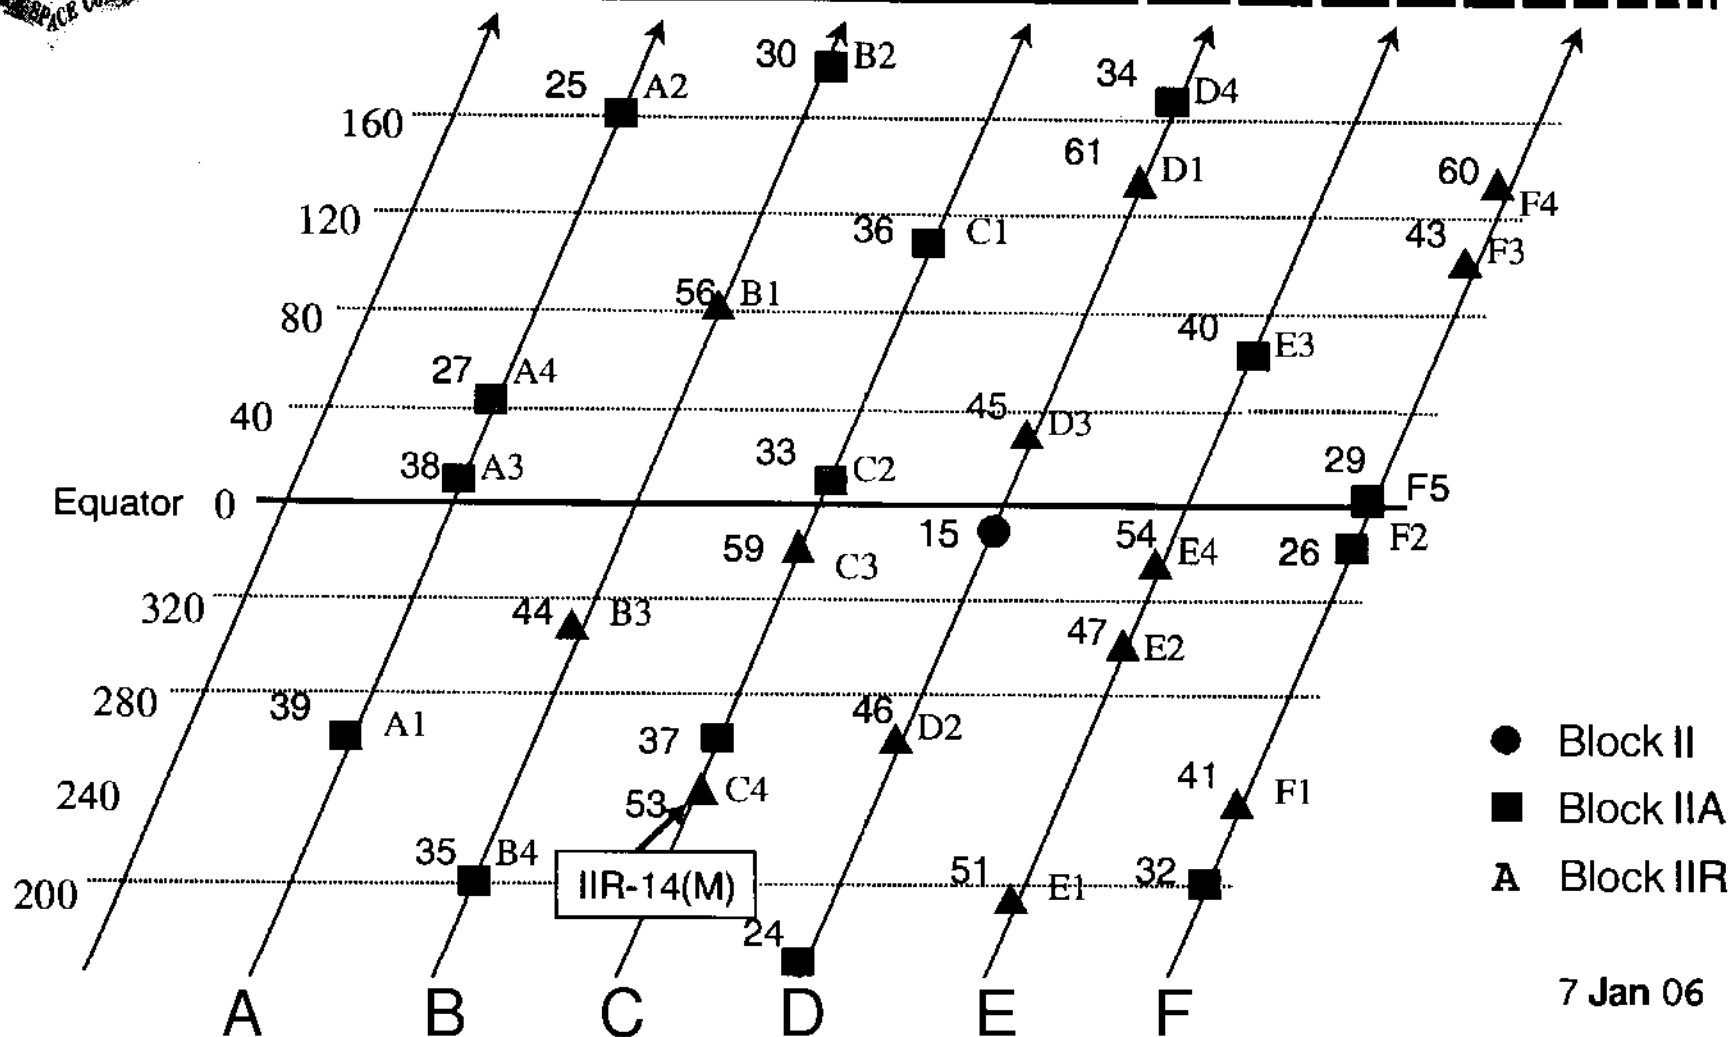 SPACE
30 B2
25 A2
34 D4
160
61 D1
60 F4
120
36 C1
43 F3
56 B1
80
40 E3
27 A4
40
45 D3
38 A3
33 C2
29 F5
Equator 0
15
54 E4
26 F2
59 C3
320
44 B3
47 E2
280
39 A1
46 D2
37
Block II
240
53 C4
41 F1
Block IIA
35 B4
IIR-14(M)
51 E1
32
A Block IIR
200
24
A B C D E F
7 Jan 06